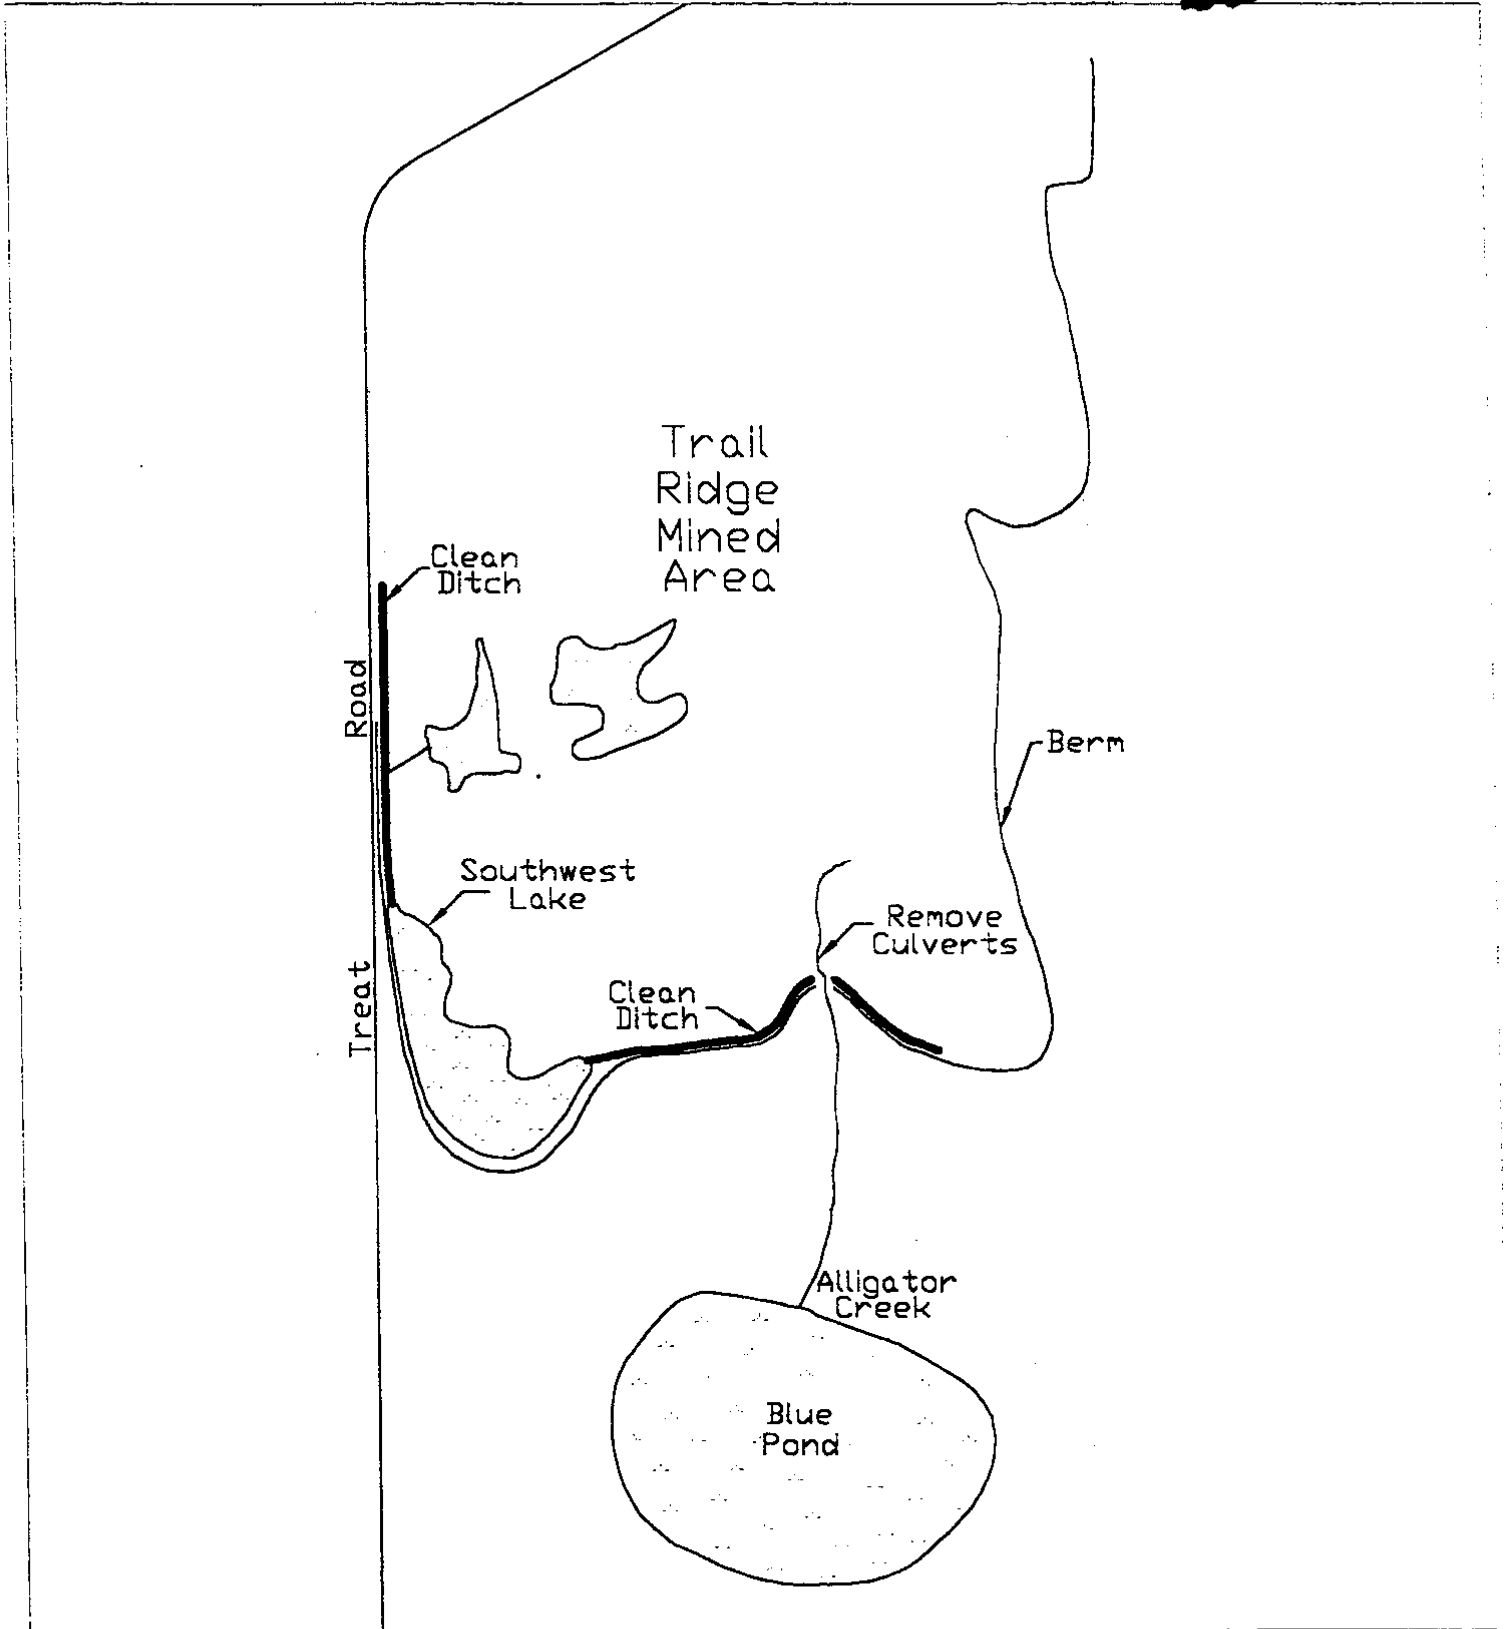 Trail
Ridge
Mined
Area
Clean
Ditch
Treat Road
Berm
Southwest
Lake
Remove
Culverts
Clean
Ditch
Alligator
Creek
Blue
Pond